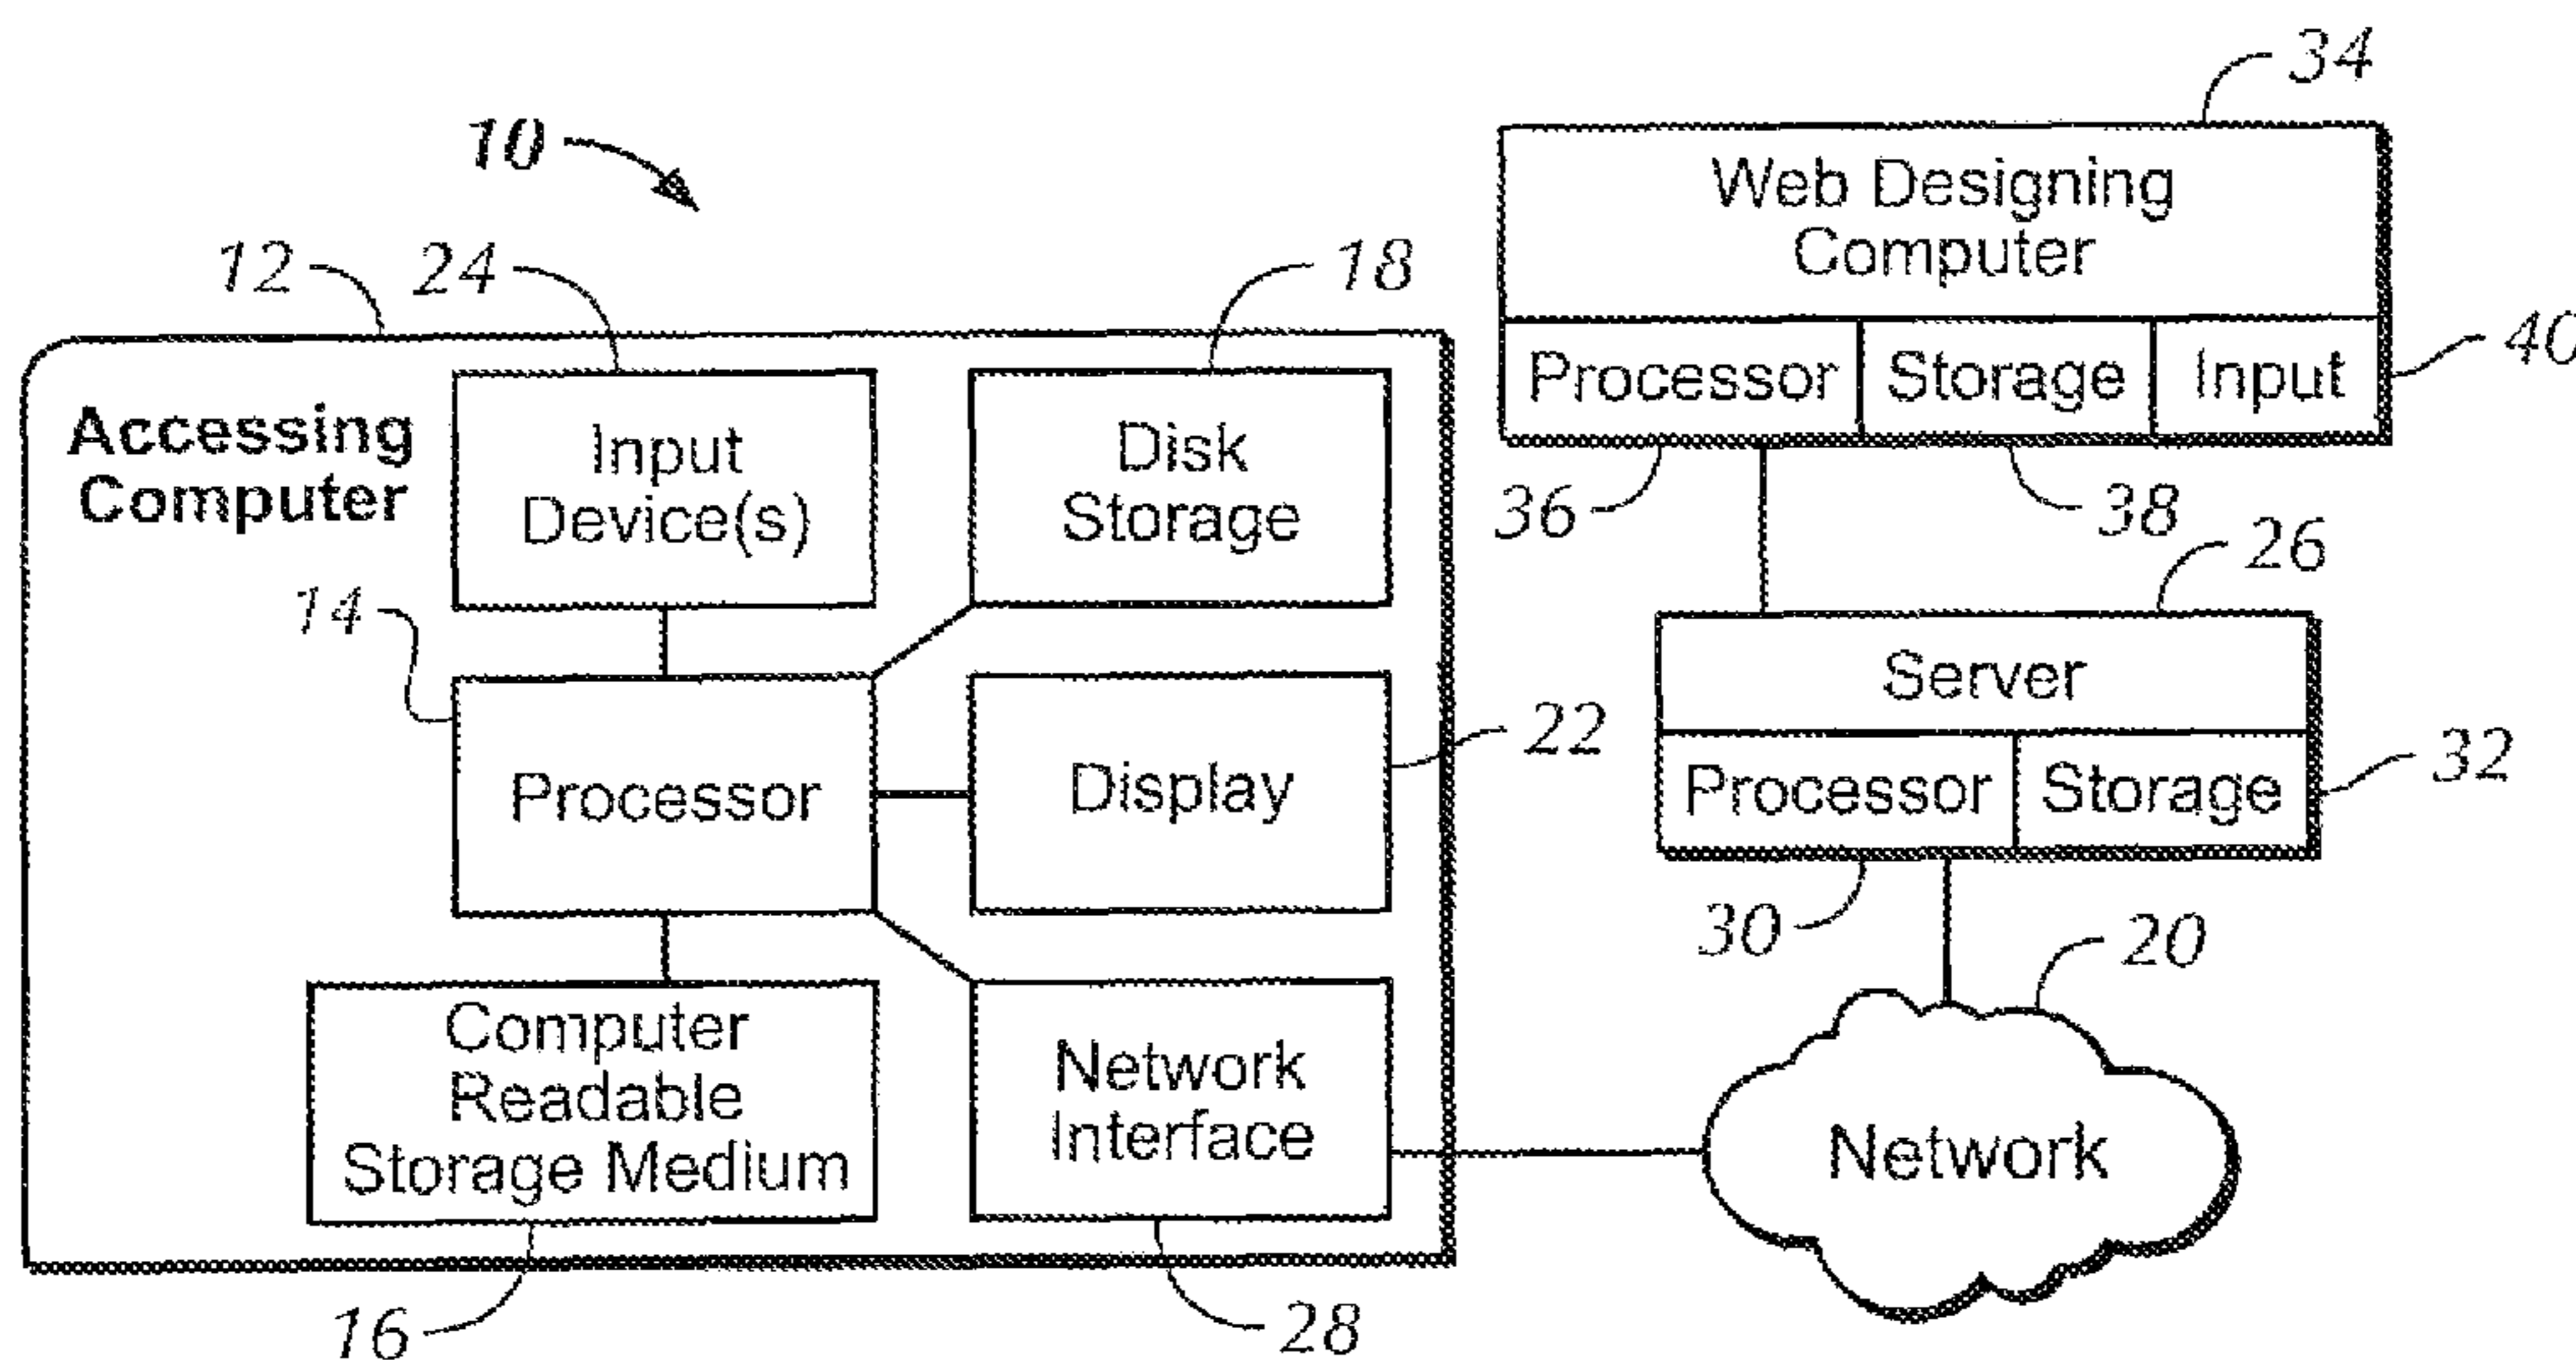 10
34
Web Designing
Computer
Processor
Storage
Input
40
36
38
12
24
18
Accessing
Computer
Input
Device(s)
Disk
Storage
14
Processor
Display
22
Computer
Readable
Storage Medium
Network
Interface
16
28
26
Server
Processor
Storage
32
30
20
Network